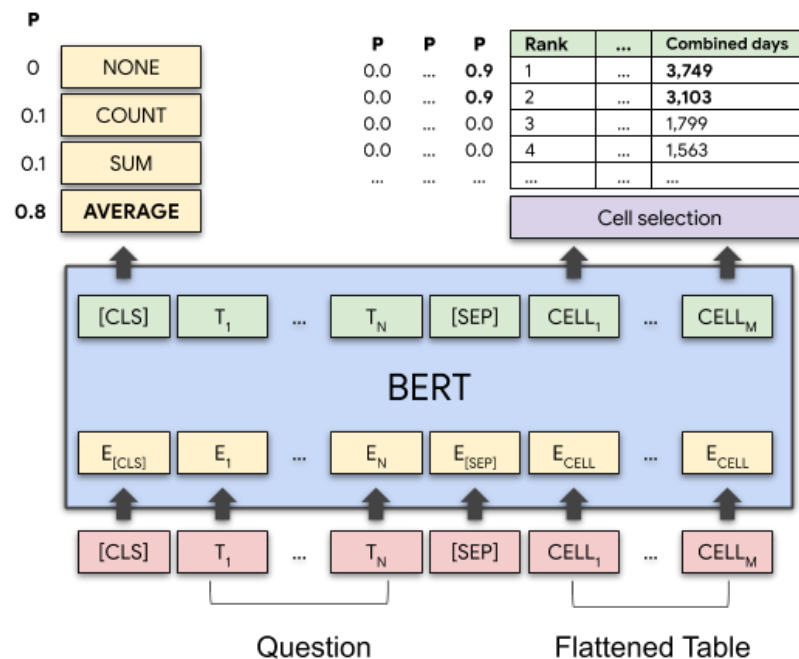 P
0 NONE
0.1 COUNT
0.1 SUM
0.8 AVERAGE
P P P Rank ... Combined days
0.0 ... 0.9 1 ... 3,749
0.0 ... 0.9 2 ... 3,103
0.0 ... 0.0 3 ... 1,799
0.0 ... 0.0 4 ... 1,563
... ... ... ... ... ...
Cell selection
[CLS] T1 ... TN [SEP] CELL1 ... CELLM
BERT
E[CLS] E1 ... EN E[SEP] ECELL ... ECELL
[CLS] T1 ... TN [SEP] CELL1 ... CELLM
Question Flattened Table